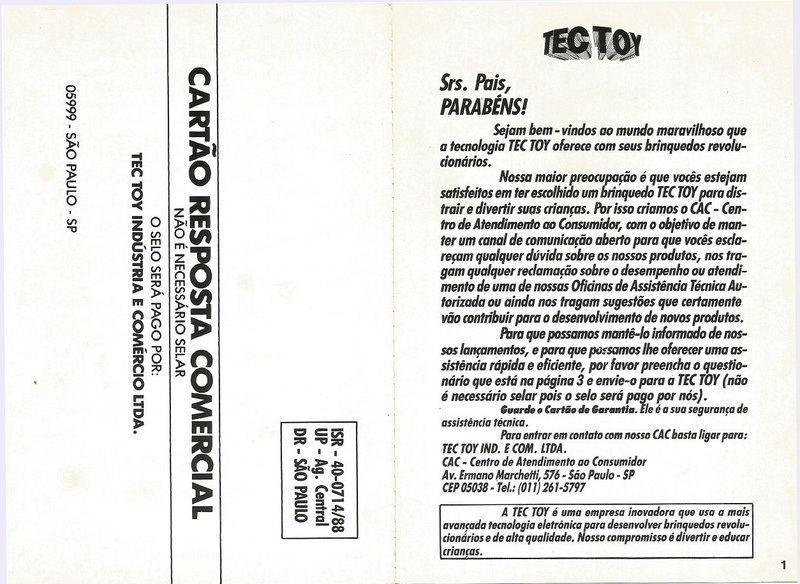 CARTÃO RESPOSTA COMERCIAL
NÃO É NECESSÁRIO SELAR
O SELO SERÁ PAGO POR:
TEC TOY INDÚSTRIA E COMÉRCIO LTDA.
05999 - SÃO PAULO - SP
ISR - 40-0714/88
UP - Ag. Central
DR - SÃO PAULO
TEC TOY
Srs. Pais,
PARABÉNS!
Sejam bem-vindos ao mundo maravilhoso que
a tecnologia TEC TOY oferece com seus brinquedos revolu-
cionários.
Nossa maior preocupação é que vocês estejam
satisfeitos em ter escolhido um brinquedo TEC TOY para dis-
trair e divertir suas crianças. Por isso criamos o CAC - Cen-
tro de Atendimento ao Consumidor, com o objetivo de man-
ter um canal de comunicação aberto para que vocês escla-
reçam qualquer dúvida sobre os nossos produtos, nos tra-
gam qualquer reclamação sobre o desempenho ou atendi-
mento de uma de nossas Oficinas de Assistência Técnica Au-
torizada ou ainda nos tragam sugestões que certamente
vão contribuir para o desenvolvimento de novos produtos.
Para que possamos mantê-lo informado de nos-
sos lançamentos, e para que possamos lhe oferecer uma as-
sistência rápida e eficiente, por favor preencha o questio-
nário que está na página 3 e envie-o para a TEC TOY (não
é necessário selar pois o selo será pago por nós).
Guarde o Cartão de Garantia. Ele é a sua segurança de
assistência técnica.
Para entrar em contato com nosso CAC basta ligar para:
TEC TOY IND. E COM. LTDA.
CAC - Centro de Atendimento ao Consumidor
Av. Ermano Marchetti, 576 - São Paulo - SP
CEP 05038 - Tel.: (011) 261-5797
A TEC TOY é uma empresa inovadora que usa a mais
avançada tecnologia eletrônica para desenvolver brinquedos revolu-
cionários e de alta qualidade. Nosso compromisso é divertir e educar
crianças.
1